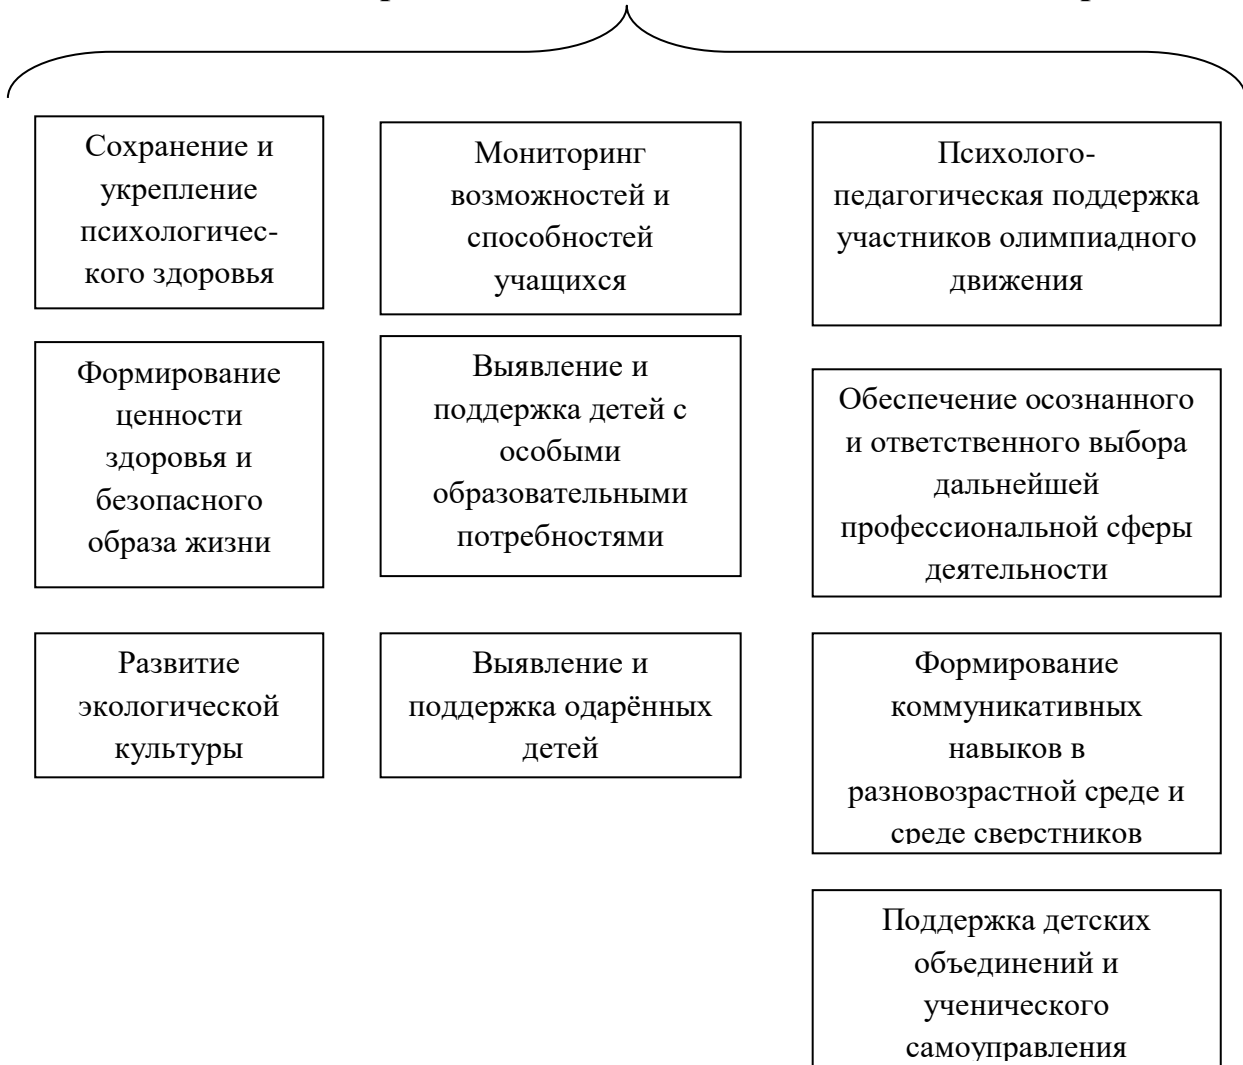 Сохранение и
укрепление
психологичес-
кого здоровья
Мониторинг
возможностей и
способностей
учащихся
Психолого-
педагогическая поддержка
участников олимпиадного
движения
Формирование
ценности
здоровья и
безопасного
образа жизни
Выявление и
поддержка детей с
особыми
образовательными
потребностями
Обеспечение осознанного
и ответственного выбора
дальнейшей
профессиональной сферы
деятельности
Развитие
экологической
культуры
Выявление и
поддержка одарённых
детей
Формирование
коммуникативных
навыков в
разновозрастной среде и
среде сверстников
Поддержка детских
объединений и
ученического
самоуправления